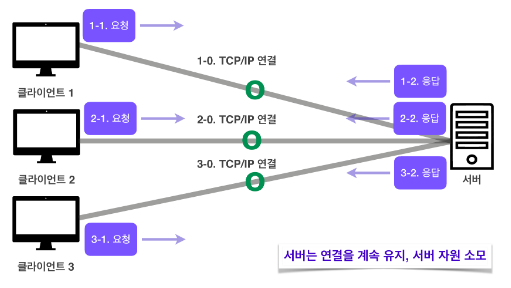 1-1. 요청
1-0. TCP/IP 연결
1-2. 응답
클라이언트 1
2-1. 요청
2-0. TCP/IP 연결
2-2. 응답
3-0. TCP/IP 연결
클라이언트 2
3-2. 응답
서버
3-1. 요청
클라이언트 3
서버는 연결을 계속 유지, 서버 자원 소모